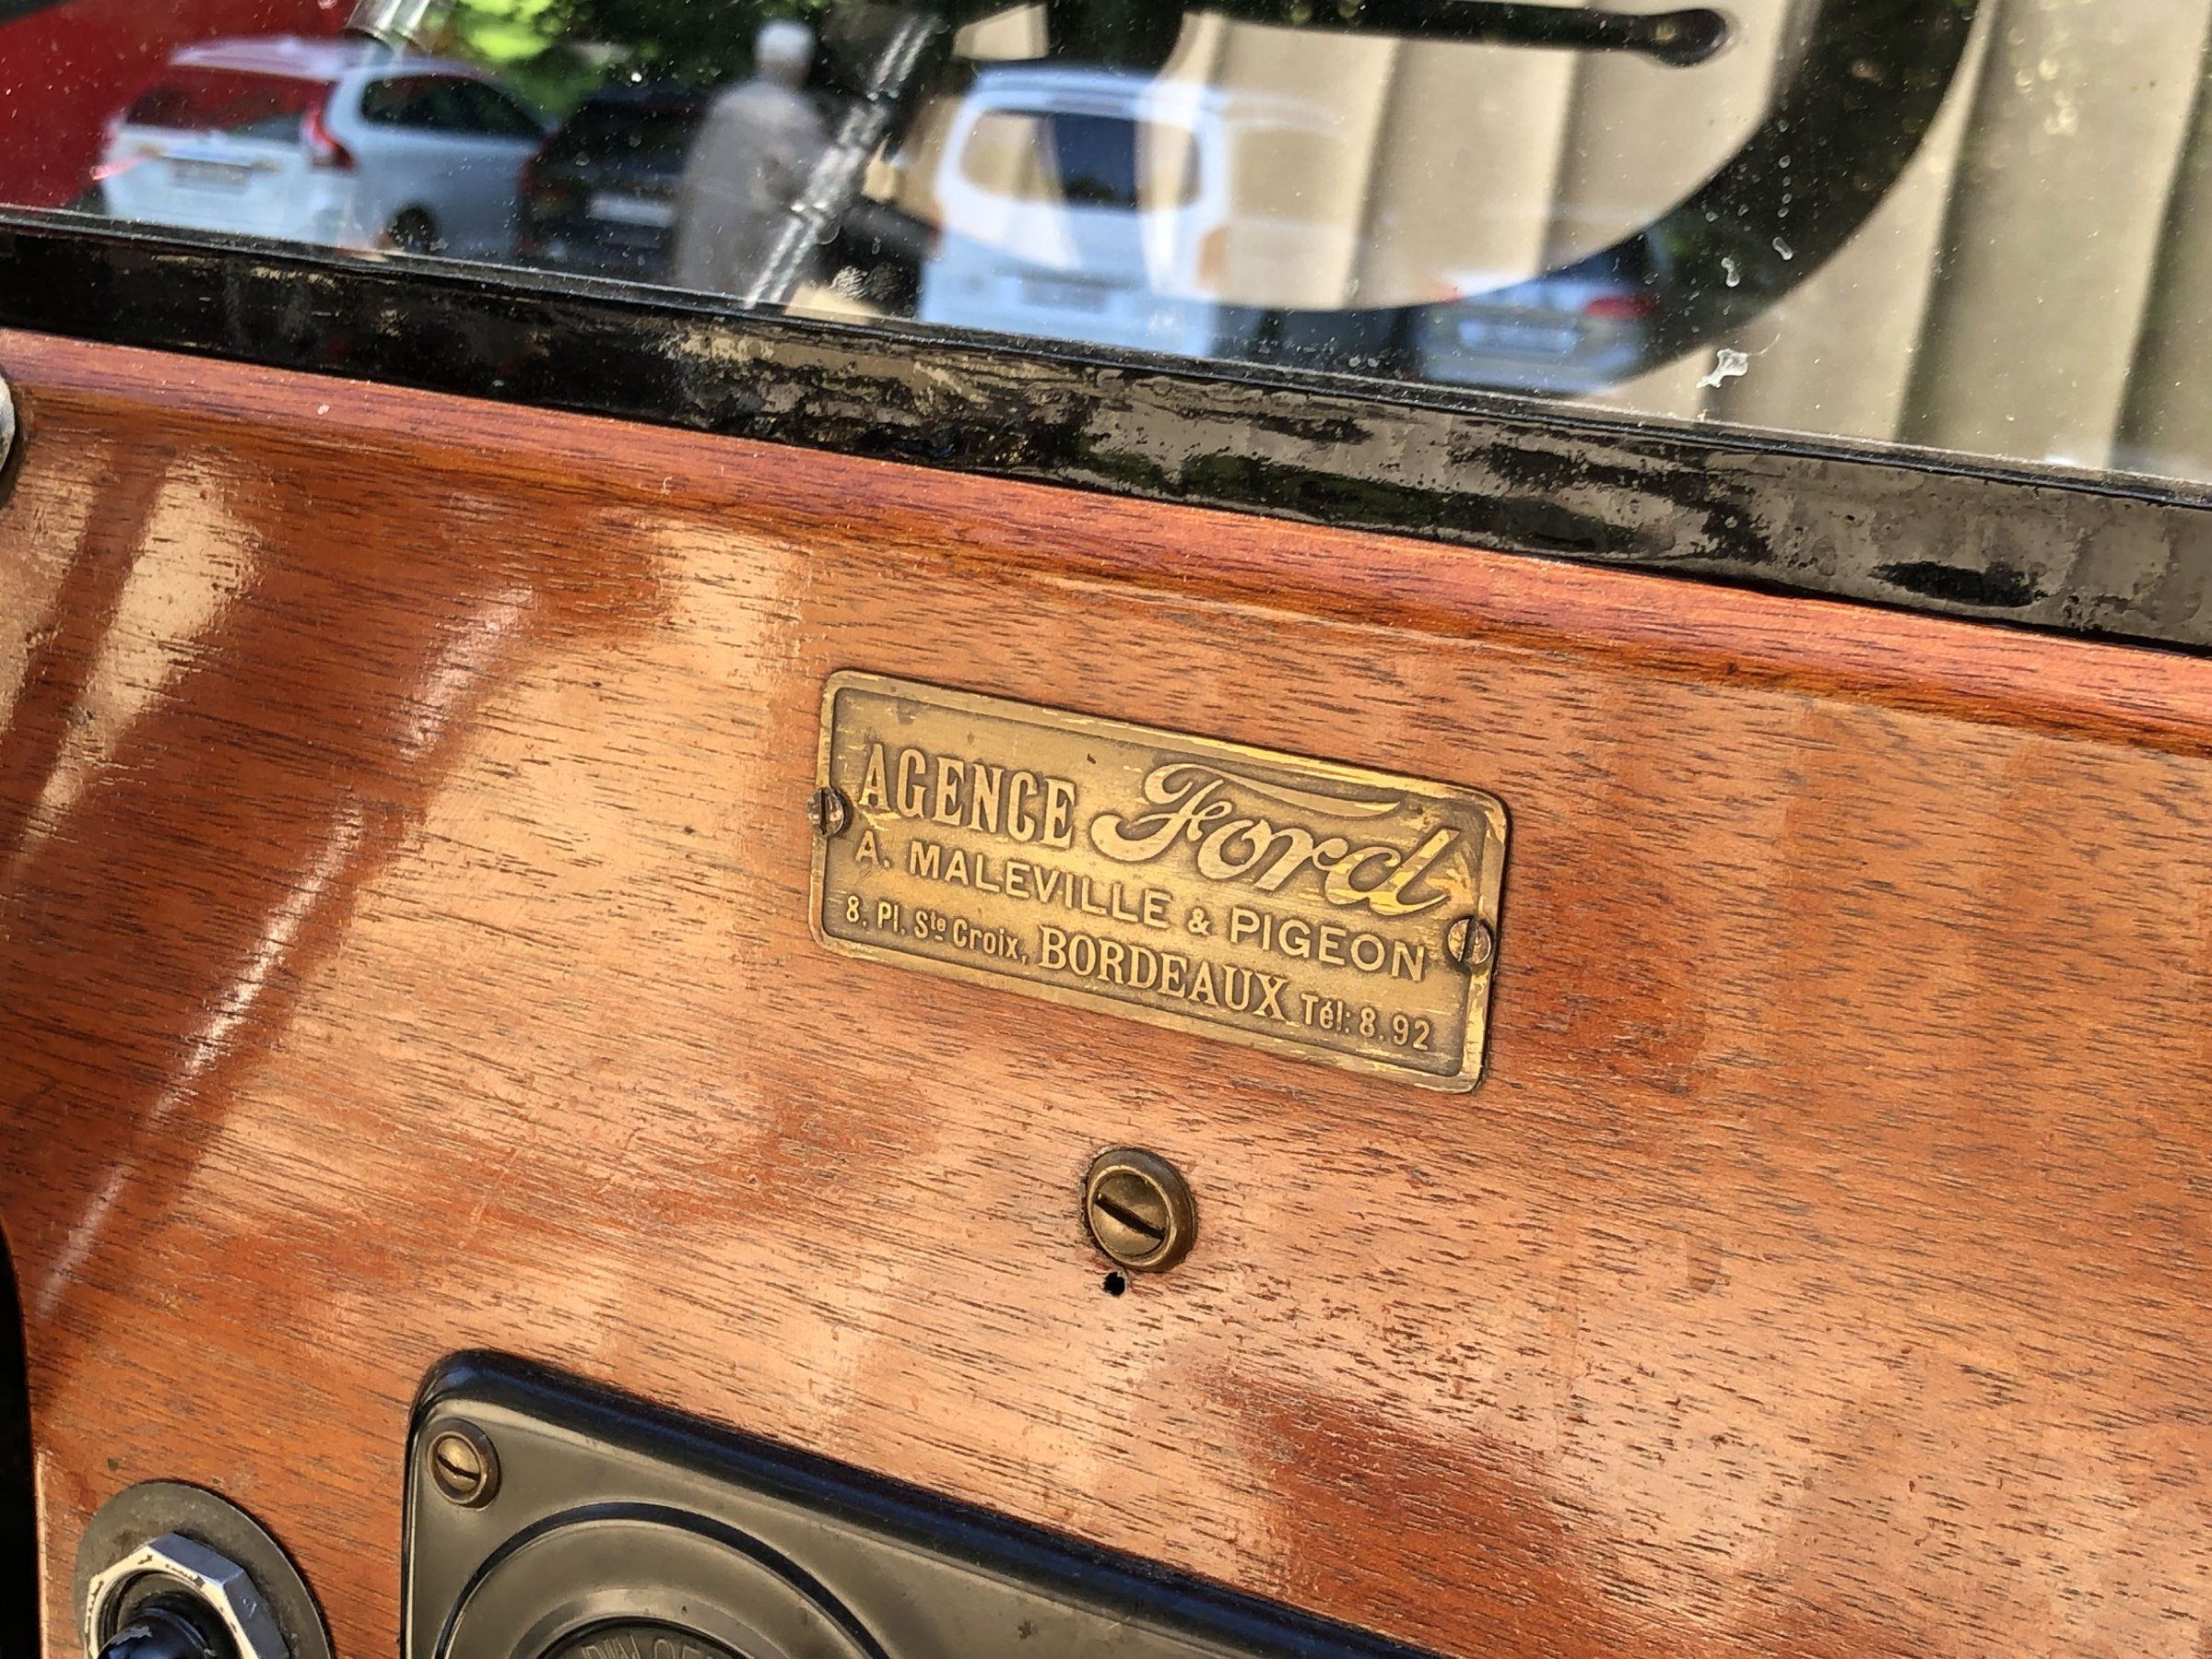 AGENCE Ford
A. MALEVILLE & PIGEON
8. Pl. Ste Croix, BORDEAUX Tél: 8.92